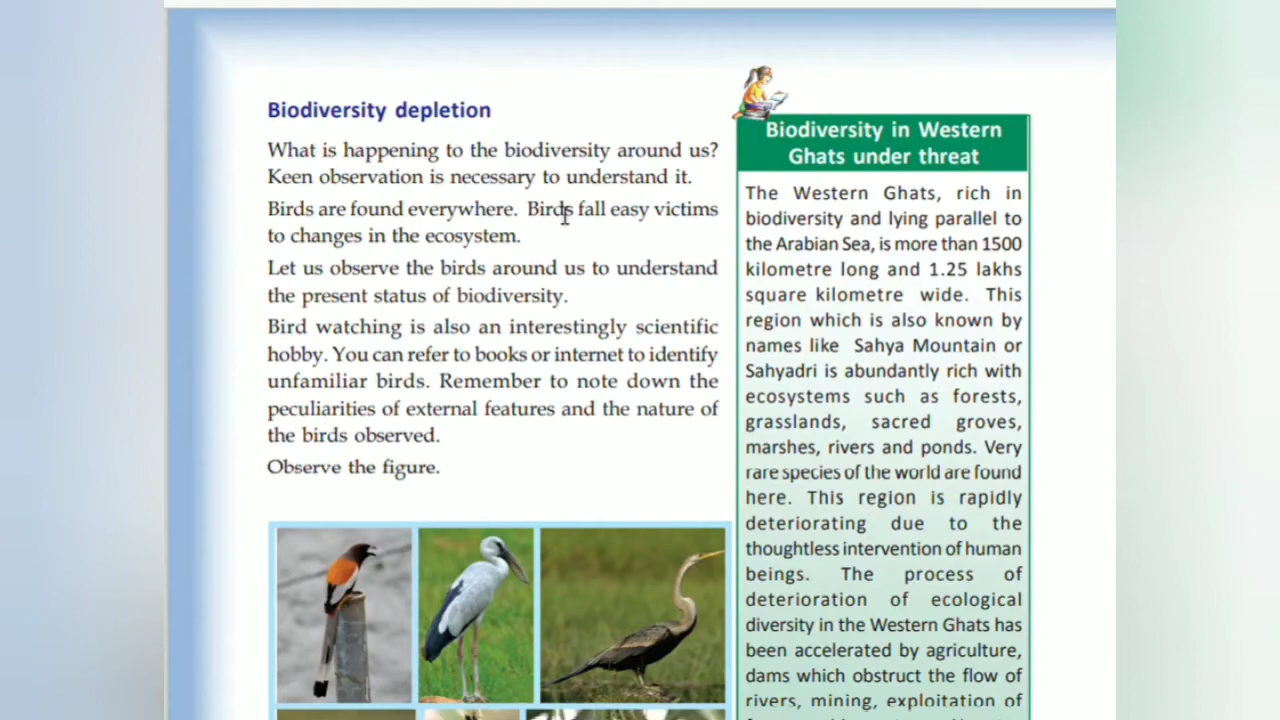 Biodiversity depletion
What is happening to the biodiversity around us?
Keen observation is necessary to understand it.
Birds are found everywhere. Birds fall easy victims
to changes in the ecosystem.
Let us observe the birds around us to understand
the present status of biodiversity.
Bird watching is also an interestingly scientific
hobby. You can refer to books or internet to identify
unfamiliar birds. Remember to note down the
peculiarities of external features and the nature of
the birds observed.
Observe the figure.
Biodiversity in Western
Ghats under threat
The Western Ghats, rich in
biodiversity and lying parallel to
the Arabian Sea, is more than 1500
kilometre long and 1.25 lakhs
square kilometre wide. This
region which is also known by
names like Sahya Mountain or
Sahyadri is abundantly rich with
ecosystems such as forests,
grasslands, sacred groves,
marshes, rivers and ponds. Very
rare species of the world are found
here. This region is rapidly
deteriorating due to the
thoughtless intervention of human
beings. The process of
deterioration of ecological
diversity in the Western Ghats has
been accelerated by agriculture,
dams which obstruct the flow of
rivers, mining, exploitation of